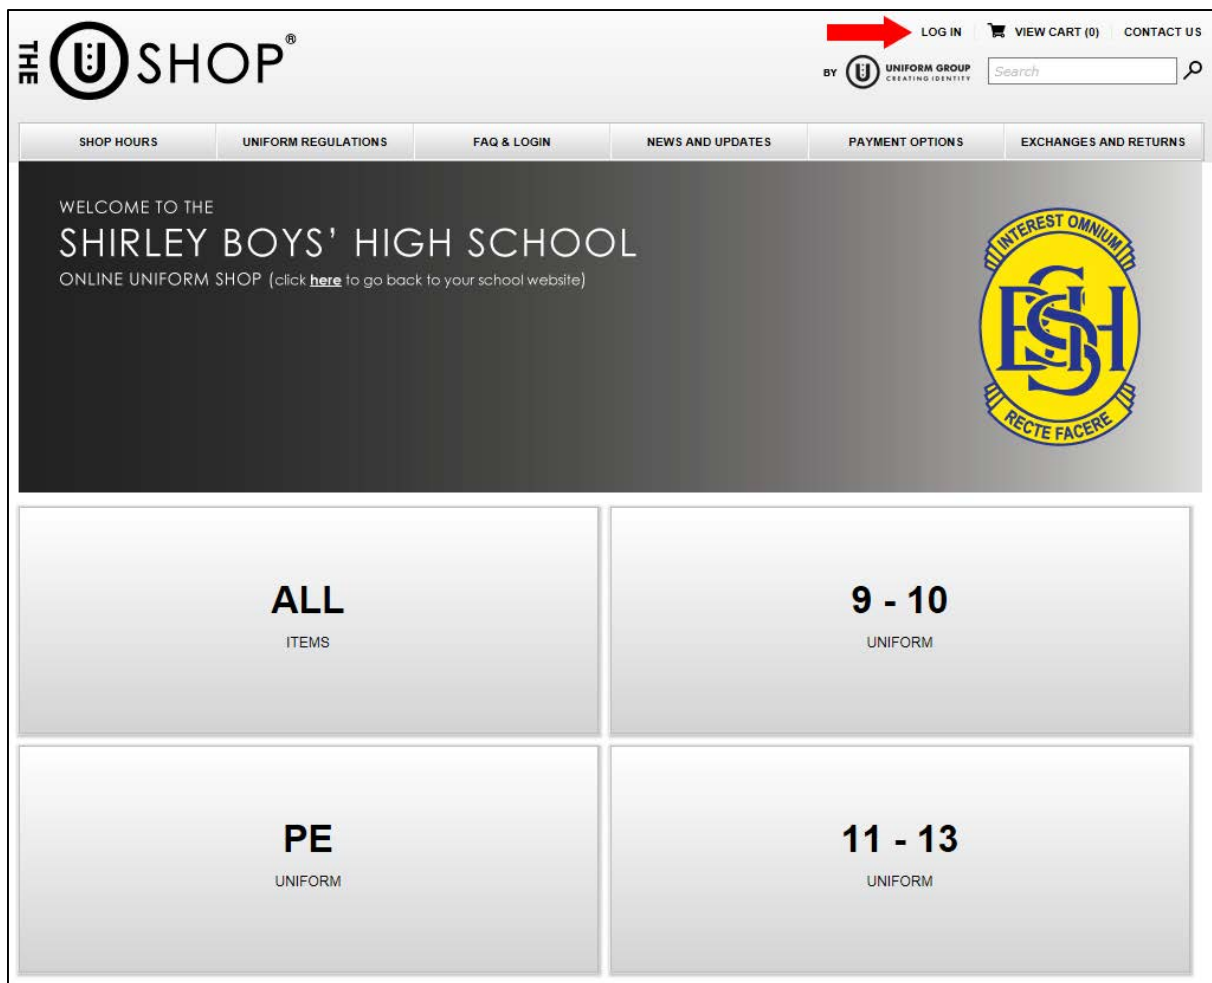 THE U SHOP®
LOG IN
VIEW CART (0)
CONTACT US
BY U UNIFORM GROUP
CREATING IDENTITY
Search
SHOP HOURS
UNIFORM REGULATIONS
FAQ & LOGIN
NEWS AND UPDATES
PAYMENT OPTIONS
EXCHANGES AND RETURNS
WELCOME TO THE
SHIRLEY BOYS' HIGH SCHOOL
ONLINE UNIFORM SHOP (click here to go back to your school website)
INTEREST OMNIUM
SBHS
RECTE FACERE
ALL
ITEMS
9 - 10
UNIFORM
PE
UNIFORM
11 - 13
UNIFORM